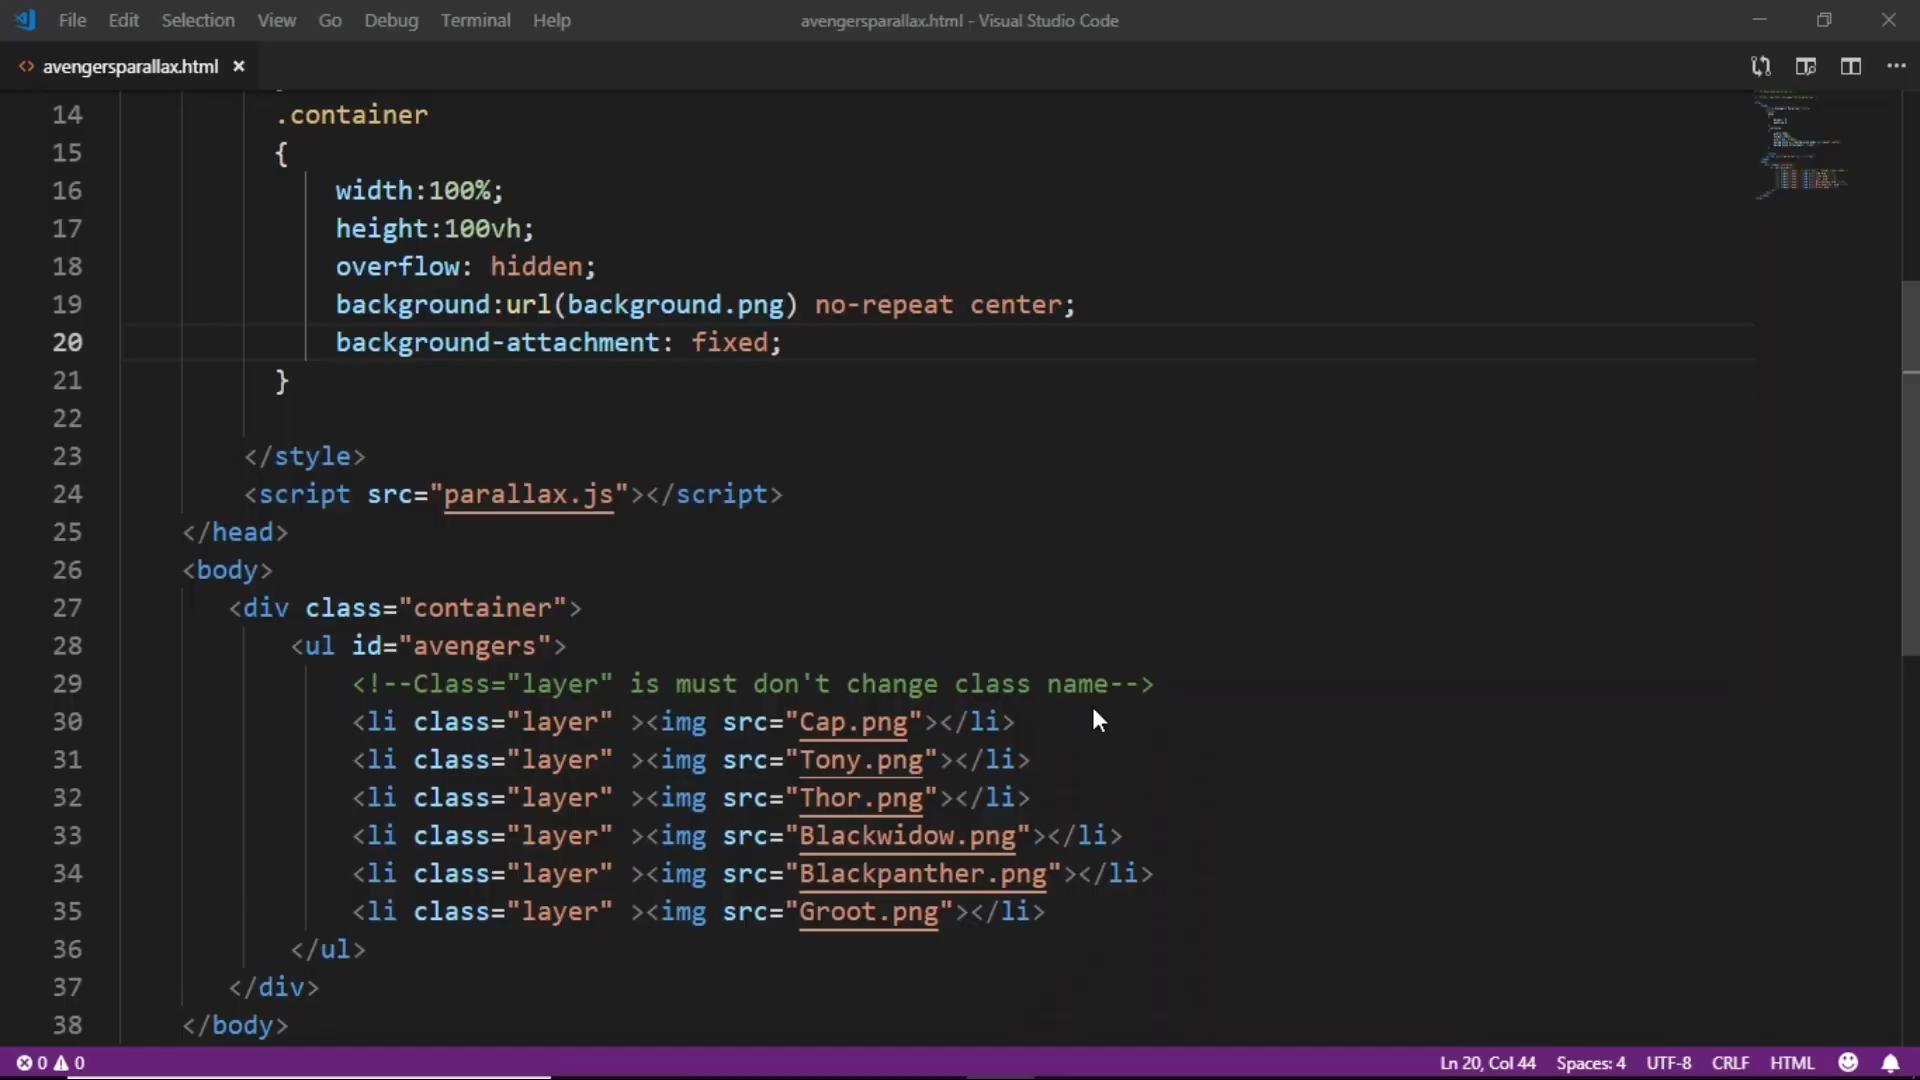 File Edit Selection View Go Debug Terminal Help avengersparallax.html - Visual Studio Code
<> avengersparallax.html ×
14 .container
15 {
16 width:100%;
17 height:100vh;
18 overflow: hidden;
19 background:url(background.png) no-repeat center;
20 background-attachment: fixed;
21 }
22
23 </style>
24 <script src="parallax.js"></script>
25 </head>
26 <body>
27 <div class="container">
28 <ul id="avengers">
29 <!--Class="layer" is must don't change class name-->
30 <li class="layer" ><img src="Cap.png"></li>
31 <li class="layer" ><img src="Tony.png"></li>
32 <li class="layer" ><img src="Thor.png"></li>
33 <li class="layer" ><img src="Blackwidow.png"></li>
34 <li class="layer" ><img src="Blackpanther.png"></li>
35 <li class="layer" ><img src="Groot.png"></li>
36 </ul>
37 </div>
38 </body>
0 0 Ln 20, Col 44 Spaces: 4 UTF-8 CRLF HTML